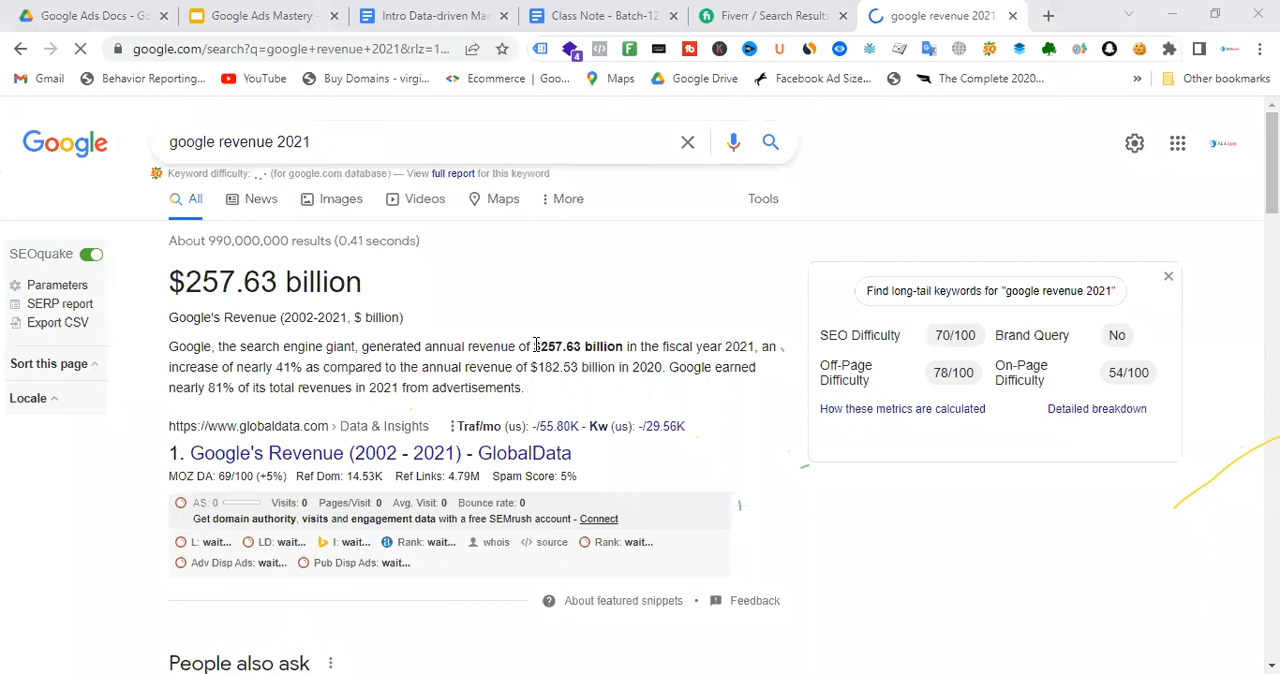 Google Ads Docs - Gc
Google Ads Mastery -
Intro Data-driven Mar
Class Note - Batch-12
Fiverr / Search Results
google revenue 2021
google.com/search?q=google+revenue+2021&rlz=1...
4
Gmail
Behavior Reporting...
YouTube
Buy Domains - virgi...
Ecommerce | Goo...
Maps
Google Drive
Facebook Ad Size...
The Complete 2020...
»
Other bookmarks
Google
google revenue 2021
Keyword difficulty: (for google.com database) — View full report for this keyword
All
News
Images
Videos
Maps
More
Tools
About 990,000,000 results (0.41 seconds)
SEOquake
Parameters
SERP report
Export CSV
Sort this page
Locale
$257.63 billion
Google's Revenue (2002-2021, $ billion)
Google, the search engine giant, generated annual revenue of $257.63 billion in the fiscal year 2021, an
increase of nearly 41% as compared to the annual revenue of $182.53 billion in 2020. Google earned
nearly 81% of its total revenues in 2021 from advertisements.
https://www.globaldata.com › Data & Insights
Traf/mo (us): -/55.80K - Kw (us): -/29.56K
1. Google's Revenue (2002 - 2021) - GlobalData
MOZ DA: 69/100 (+5%) Ref Dom: 14.53K Ref Links: 4.79M Spam Score: 5%
AS: 0 Visits: 0 Pages/Visit: 0 Avg. Visit: 0 Bounce rate: 0
Get domain authority, visits and engagement data with a free SEMrush account - Connect
L: wait... LD: wait... I: wait... Rank: wait... whois source Rank: wait...
Adv Disp Ads: wait... Pub Disp Ads: wait...
About featured snippets • Feedback
People also ask
Find long-tail keywords for "google revenue 2021"
SEO Difficulty 70/100 Brand Query No
Off-Page Difficulty 78/100 On-Page Difficulty 54/100
How these metrics are calculated
Detailed breakdown